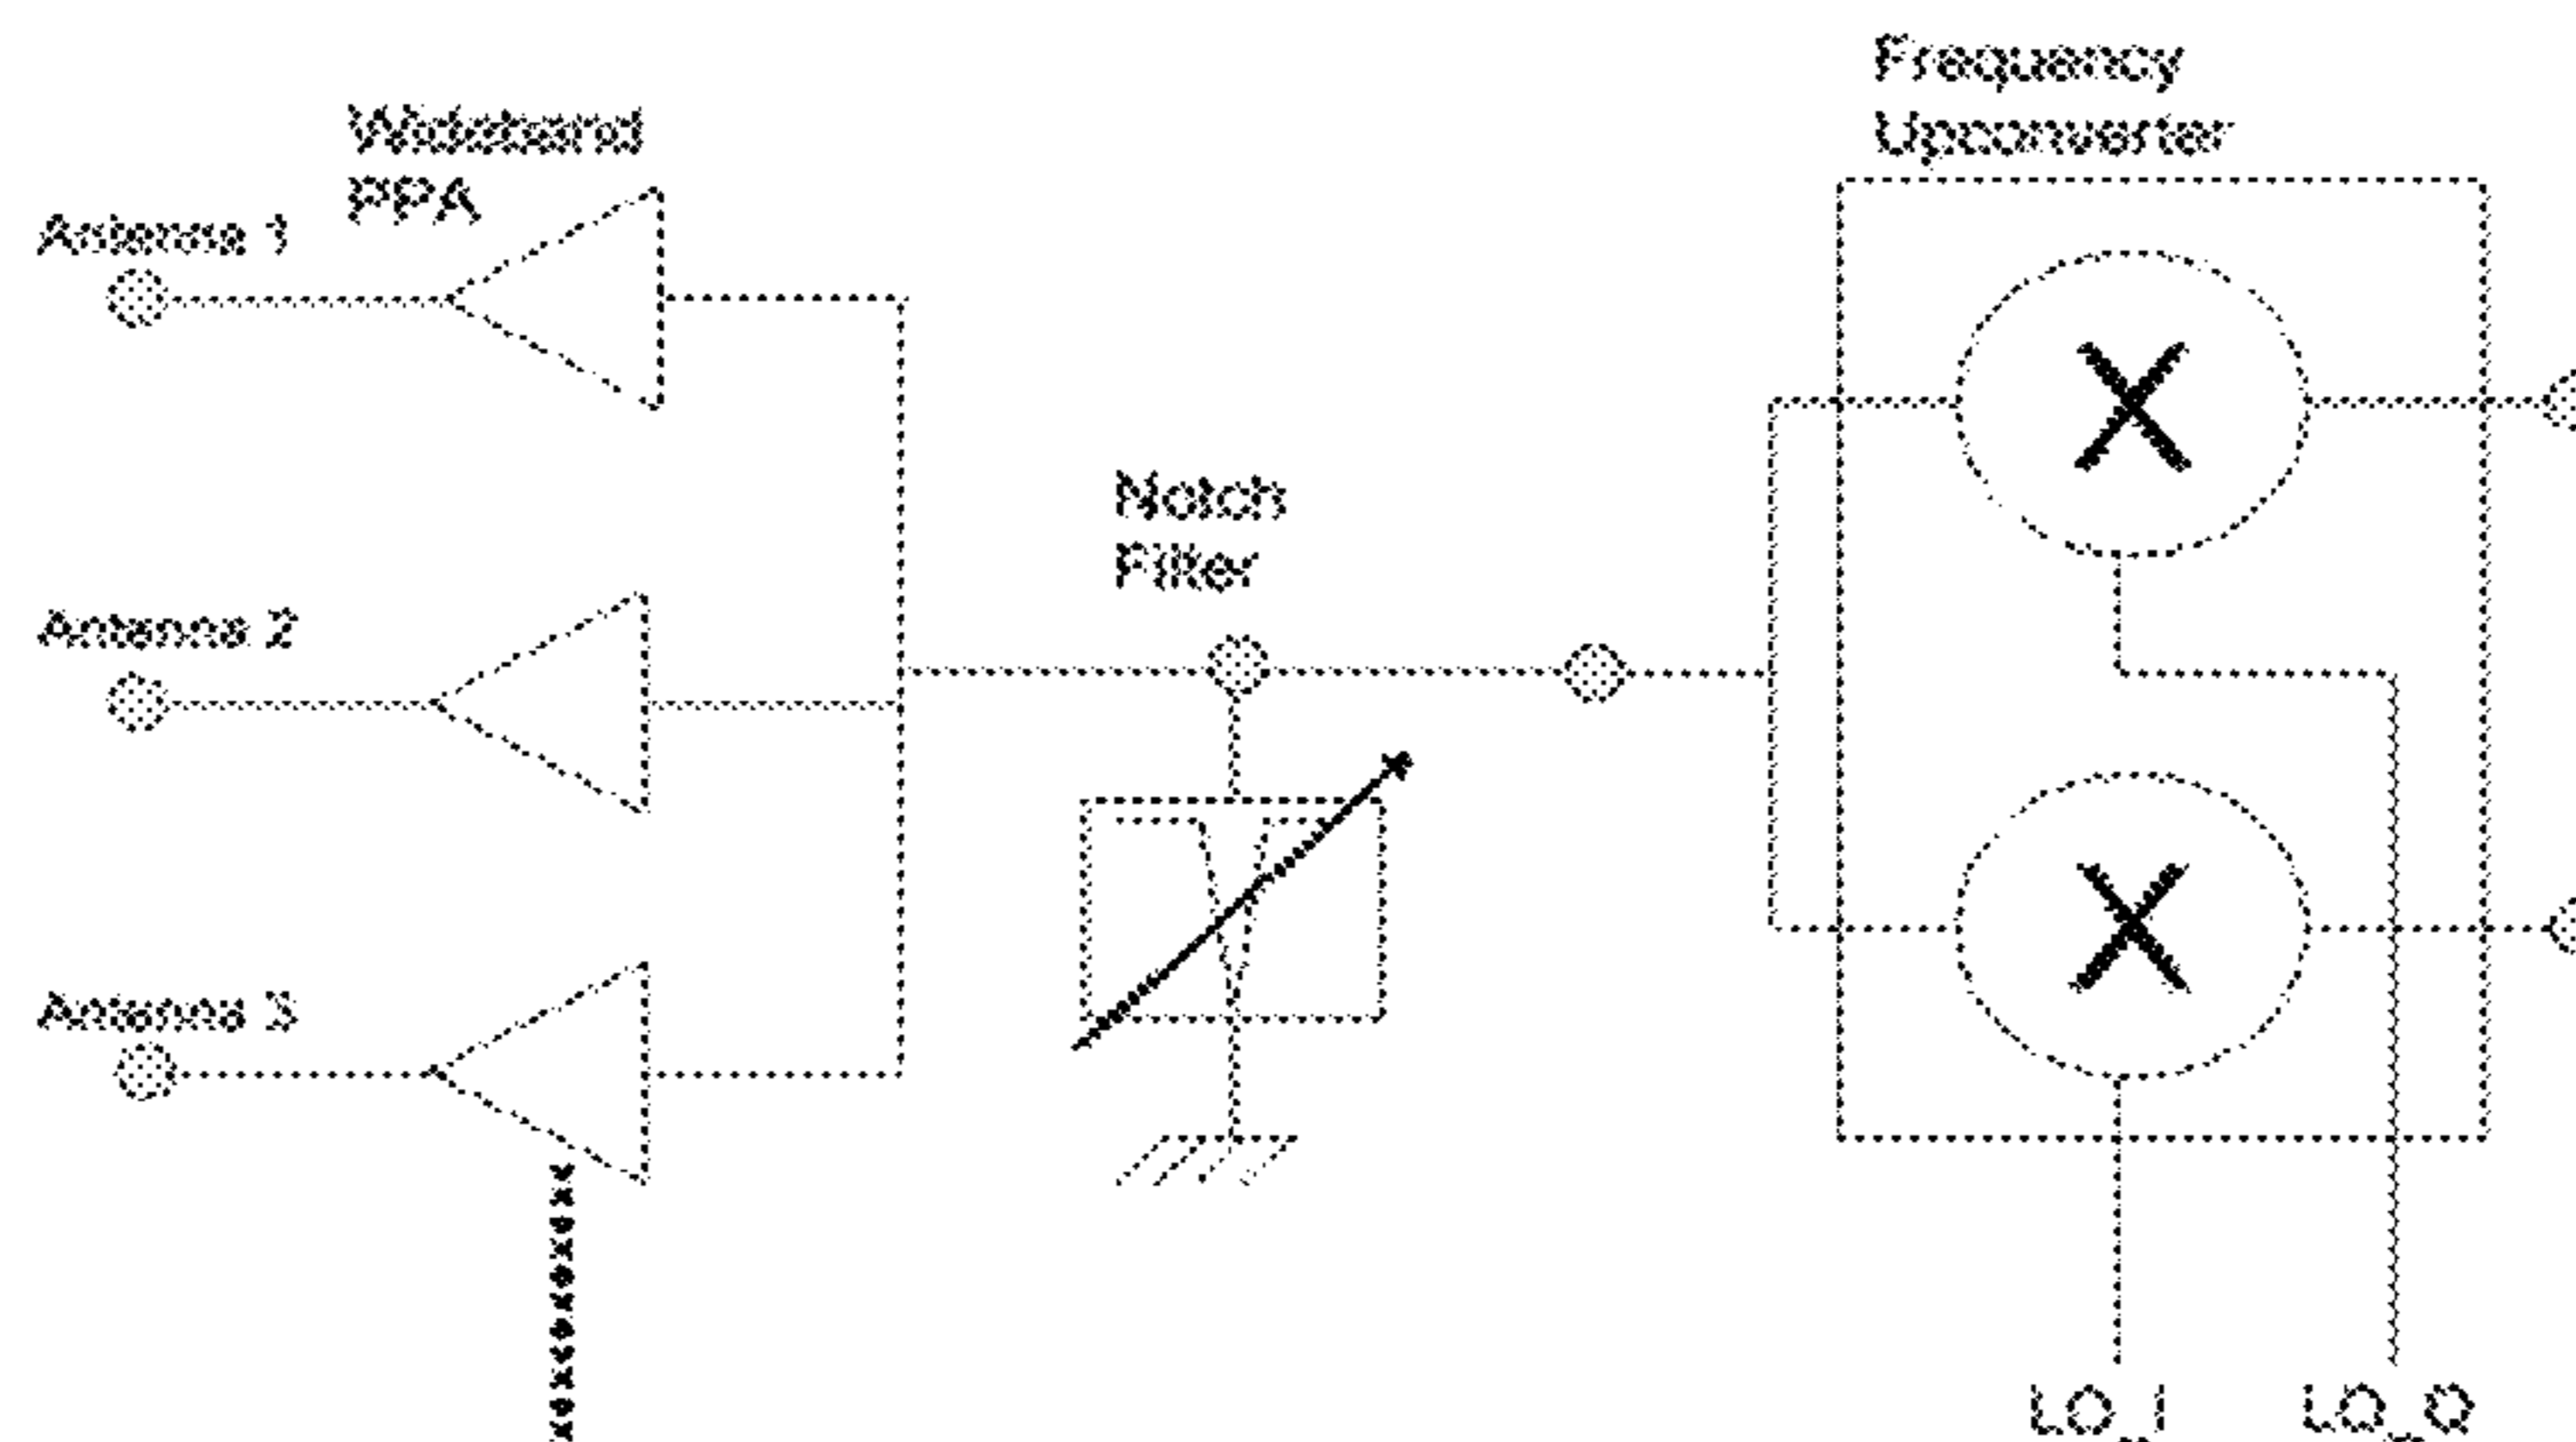 Frequency
Upconverter
Wideband
PPA
Antenna 1
Notch
Filter
Antenna 2
Antenna 3
LO_I
LO_Q